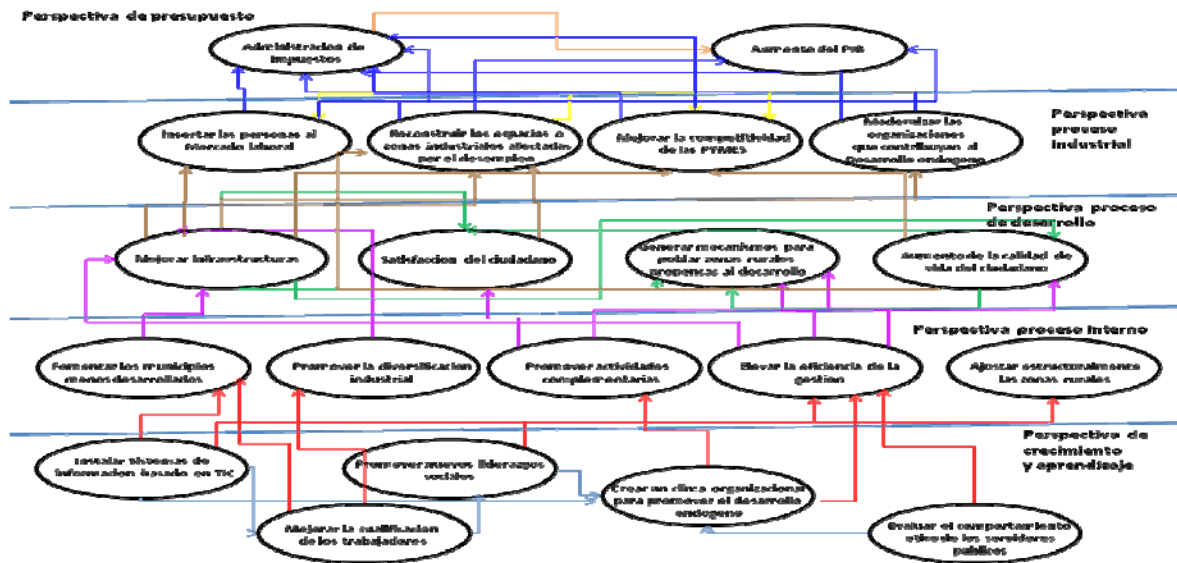 Perspectiva de presupuesto
Administracion de
Impuestos
Aumento del PIB
Perspectiva
proceso
industrial
Insertar las personas al
Mercado laboral
Reconstruir los espacios o
zonas industriales afectadas
por el desempleo
Mejorar la competitividad
de las PYMES
Modernizar las
organizaciones
que contribuyan al
Desarrollo endogeno
Perspectiva proceso
de desarrollo
Mejorar infraestructuras
Satisfaccion del ciudadano
Generar mecanismos para
poblar zonas rurales
propensas al desarrollo
Aumento de la calidad de
vida del ciudadano
Perspectiva proceso interno
Fomentar los municipios
menos desarrollados
Promover la diversificacion
industrial
Promover actividades
complementarias
Elevar la eficiencia de la
gestion
Ajustar estructuralmente
las zonas rurales
Perspectiva de
crecimiento
y aprendizaje
Instalar Sistemas de
Informacion basado en TIC
Promover nuevos liderazgos
sociales
Crear un clima organizacional
para promover el desarrollo
endogeno
Mejorar la cualificacion
de los trabajadores
Evaluar el comportamiento
etico de los servidores
publicos